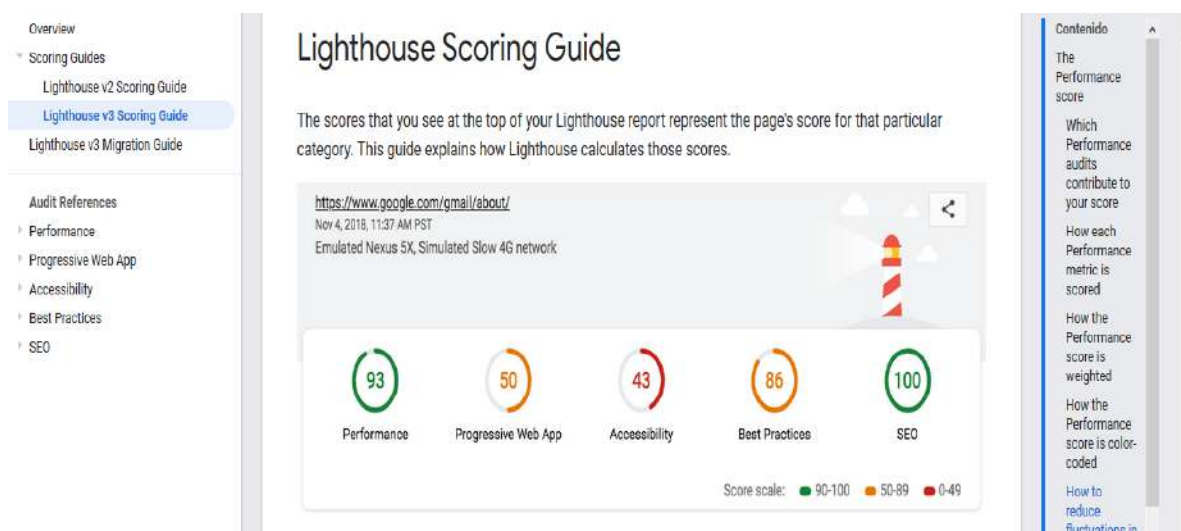 Overview
Scoring Guides
Lighthouse v2 Scoring Guide
Lighthouse v3 Scoring Guide
Lighthouse v3 Migration Guide
Audit References
Performance
Progressive Web App
Accessibility
Best Practices
SEO
Lighthouse Scoring Guide
The scores that you see at the top of your Lighthouse report represent the page's score for that particular
category. This guide explains how Lighthouse calculates those scores.
https://www.google.com/gmail/about/
Nov 4, 2018, 11:37 AM PST
Emulated Nexus 5X, Simulated Slow 4G network
93
50
43
86
100
Performance
Progressive Web App
Accessibility
Best Practices
SEO
Score scale: 90-100 50-89 0-49
Contenido
The
Performance
score
Which
Performance
audits
contribute to
your score
How each
Performance
metric is
scored
How the
Performance
score is
weighted
How the
Performance
score is color-
coded
How to
reduce
fluctuations in